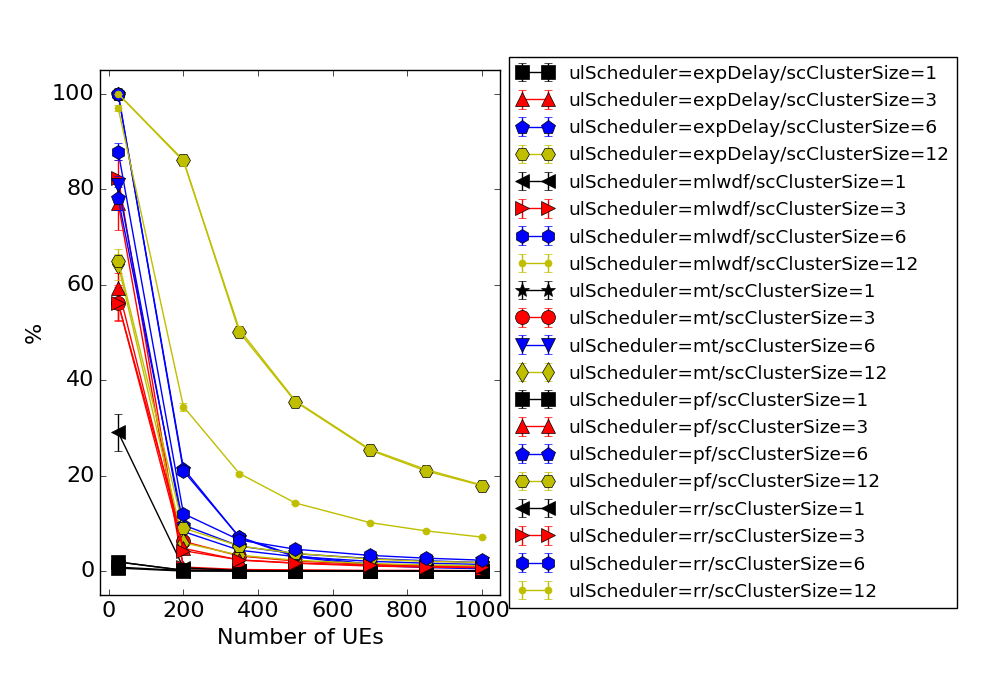 100
80
60
40
20
0
%
0 200 400 600 800 1000
Number of UEs
ulScheduler=expDelay/scClusterSize=1
ulScheduler=expDelay/scClusterSize=3
ulScheduler=expDelay/scClusterSize=6
ulScheduler=expDelay/scClusterSize=12
ulScheduler=mlwdf/scClusterSize=1
ulScheduler=mlwdf/scClusterSize=3
ulScheduler=mlwdf/scClusterSize=6
ulScheduler=mlwdf/scClusterSize=12
ulScheduler=mt/scClusterSize=1
ulScheduler=mt/scClusterSize=3
ulScheduler=mt/scClusterSize=6
ulScheduler=mt/scClusterSize=12
ulScheduler=pf/scClusterSize=1
ulScheduler=pf/scClusterSize=3
ulScheduler=pf/scClusterSize=6
ulScheduler=pf/scClusterSize=12
ulScheduler=rr/scClusterSize=1
ulScheduler=rr/scClusterSize=3
ulScheduler=rr/scClusterSize=6
ulScheduler=rr/scClusterSize=12